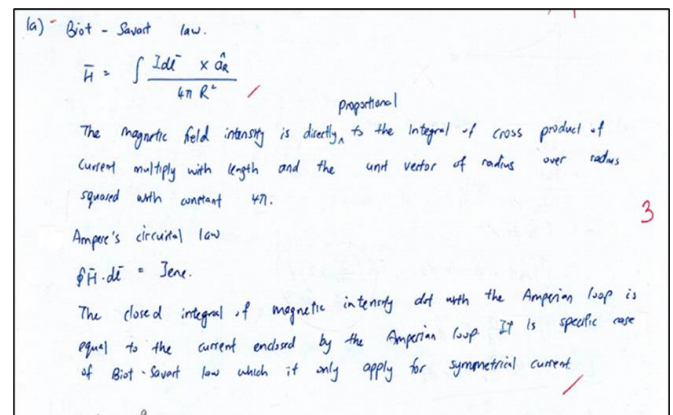 1a) - Biot - Savart law.
H̄ = ∫ Idl̄ × âR / 4π R²
proportional
The magnetic field intensity is directly ^ to the integral of cross product of
current multiply with length and the unit vector of radius over radius
squared with constant 4π.
3
Ampere's circuital law
∮H̄·dl̄ = Ienc.
The closed integral of magnetic intensity dot with the Amperian loop is
equal to the current enclosed by the Amperian loop. It is specific case
of Biot-Savart law which it only apply for symmetrical current